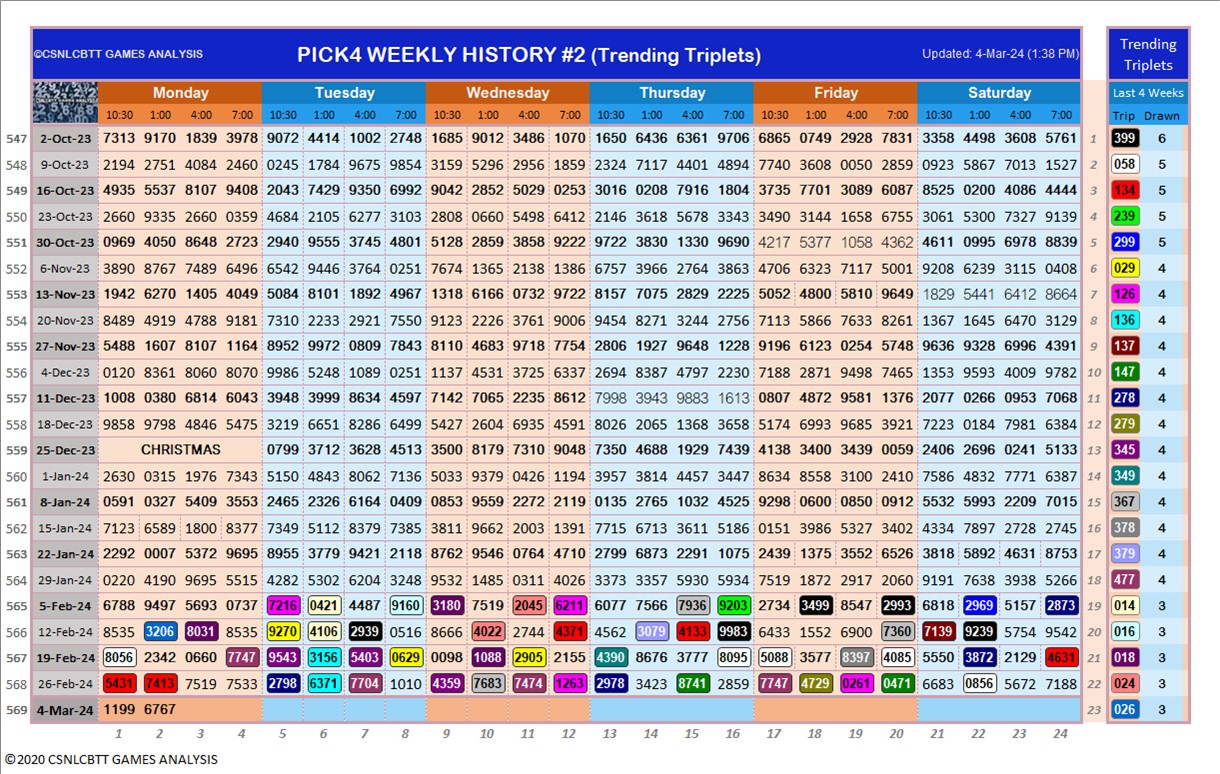 ©CSNLCBTT GAMES ANALYSIS PICK4 WEEKLY HISTORY #2 (Trending Triplets) Updated: 4-Mar-24 (1:38 PM)
Trending
Triplets
Monday Tuesday Wednesday Thursday Friday Saturday Last 4 Weeks
10:30 1:00 4:00 7:00 10:30 1:00 4:00 7:00 10:30 1:00 4:00 7:00 10:30 1:00 4:00 7:00 10:30 1:00 4:00 7:00 10:30 1:00 4:00 7:00 Trip Drawn
547 2-Oct-23 7313 9170 1839 3978 9072 4414 1002 2748 1685 9012 3486 1070 1650 6436 6361 9706 6865 0749 2928 7831 3358 4498 3608 5761 1 399 6
548 9-Oct-23 2194 2751 4084 2460 0245 1784 9675 9854 3159 5296 2956 1859 2324 7117 4401 4894 7740 3608 0050 2859 0923 5867 7013 1527 2 058 5
549 16-Oct-23 4935 5537 8107 9408 2043 7429 9350 6992 9042 2852 5029 0253 3016 0208 7916 1804 3735 7701 3089 6087 8525 0200 4086 4444 3 134 5
550 23-Oct-23 2660 9335 2660 0359 4684 2105 6277 3103 2808 0660 5498 6412 2146 3618 5678 3343 3490 3144 1658 6755 3061 5300 7327 9139 4 239 5
551 30-Oct-23 0969 4050 8648 2723 2940 9555 3745 4801 5128 2859 3858 9222 9722 3830 1330 9690 4217 5377 1058 4362 4611 0995 6978 8839 5 299 5
552 6-Nov-23 3890 8767 7489 6496 6542 9446 3764 0251 7674 1365 2138 1386 6757 3966 2764 3863 4706 6323 7117 5001 9208 6239 3115 0408 6 029 4
553 13-Nov-23 1942 6270 1405 4049 5084 8101 1892 4967 1318 6166 0732 9722 8157 7075 2829 2225 5052 4800 5810 9649 1829 5441 6412 8664 7 126 4
554 20-Nov-23 8489 4919 4788 9181 7310 2233 2921 7550 9123 2226 3761 9006 9454 8271 3244 2756 7113 5866 7633 8261 1367 1645 6470 3129 8 136 4
555 27-Nov-23 5488 1607 8107 1164 8952 9972 0809 7843 8110 4683 9718 7754 2806 1927 9648 1228 9196 6123 0254 5748 9636 9328 6996 4391 9 137 4
556 4-Dec-23 0120 8361 8060 8070 9986 5248 1089 0251 1137 4531 3725 6337 2694 8387 4797 2230 7188 2871 9498 7465 1353 9593 4009 9782 10 147 4
557 11-Dec-23 1008 0380 6814 6043 3948 3999 8634 4597 7142 7065 2235 8612 7998 3943 9883 1613 0807 4872 9581 1376 2077 0266 0953 7068 11 278 4
558 18-Dec-23 9858 9798 4846 5475 3219 6651 8286 6499 5427 2604 6935 4591 8026 2065 1368 3658 5174 6993 9685 3921 7223 0184 7981 6384 12 279 4
559 25-Dec-23 CHRISTMAS 0799 3712 3628 4513 3500 8179 7310 9048 7350 4688 1929 7439 4138 3400 3439 0059 2406 2696 0241 5133 13 345 4
560 1-Jan-24 2630 0315 1976 7343 5150 4843 8062 7135 5033 9379 0426 1194 3957 3814 4457 3447 8634 8558 3100 2410 7586 4832 7771 6387 14 349 4
561 8-Jan-24 0591 0327 5409 3553 2465 2326 6164 0409 0853 9559 2272 2119 0135 2765 1032 4525 9298 0600 0850 0912 5532 5993 2209 7015 15 367 4
562 15-Jan-24 7123 6589 1800 8377 7349 5112 8379 7385 3811 9662 2003 1391 7715 6713 3611 5186 0151 3986 5327 3402 4334 7897 2728 2745 16 378 4
563 22-Jan-24 2292 0007 5372 9695 8955 3779 9421 2118 8762 9546 0764 4710 2799 6873 2291 1075 2439 1375 3552 6526 3818 5892 4631 8753 17 379 4
564 29-Jan-24 0220 4190 9695 5515 4282 5302 6204 3248 9532 1485 0311 4026 3373 3357 5930 5934 7519 1872 2917 2060 9191 7638 3938 5266 18 477 4
565 5-Feb-24 6788 9497 5693 0737 7216 0421 4487 9160 3180 7519 2045 6211 6077 7566 7936 9203 2734 3499 8547 2993 6818 2969 5157 2873 19 014 3
566 12-Feb-24 8535 3206 8031 8535 9270 4106 2939 0516 8666 4022 2744 4371 4562 3079 4133 9983 6433 1552 6900 7360 7139 9239 5754 9542 20 016 3
567 19-Feb-24 8056 2342 0660 7747 9543 3156 5403 0629 0098 1088 2905 2155 4390 8676 3777 8095 5088 3577 8397 4085 5550 3872 2129 4631 21 018 3
568 26-Feb-24 5431 7413 7519 7533 2798 6371 7704 1010 4359 7683 7474 1263 2978 3423 8741 2859 7747 4729 0261 0471 6683 0856 5672 7188 22 024 3
569 4-Mar-24 1199 6767 23 026 3
1 2 3 4 5 6 7 8 9 10 11 12 13 14 15 16 17 18 19 20 21 22 23 24
©2020 CSNLCBTT GAMES ANALYSIS